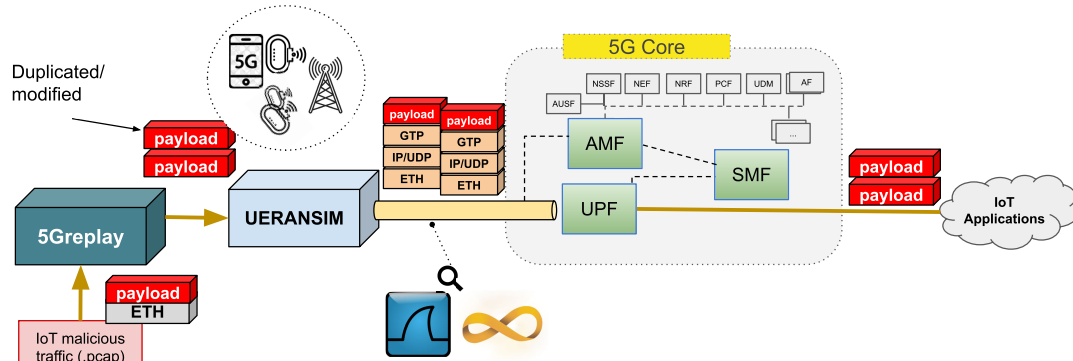 5G Core
5G
Duplicated/
modified
NSSF
NEF
NRF
PCF
UDM
AF
AUSF
...
payload
payload
payload
GTP
IP/UDP
ETH
payload
GTP
IP/UDP
ETH
AMF
SMF
UPF
payload
payload
IoT
Applications
UERANSIM
5Greplay
payload
ETH
IoT malicious
traffic (.pcap)